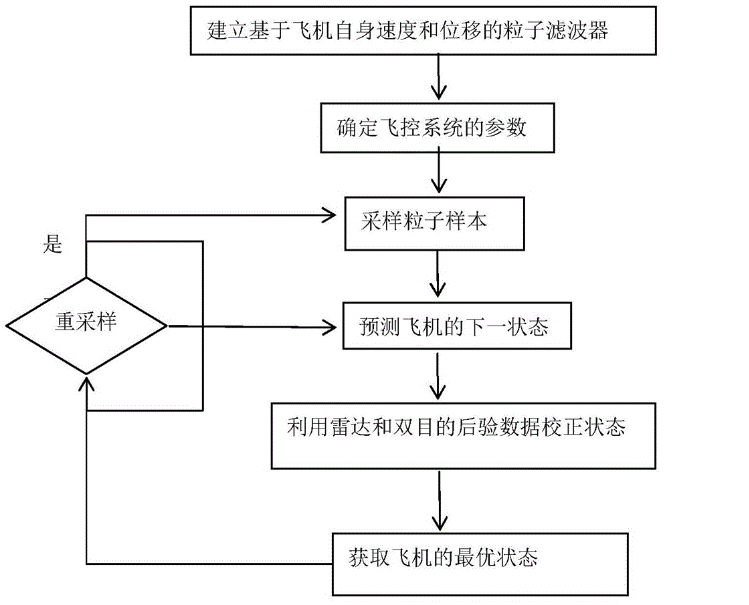 建立基于飞机自身速度和位移的粒子滤波器
确定飞控系统的参数
采样粒子样本
是
重采样
预测飞机的下一状态
利用雷达和双目的后验数据校正状态
获取飞机的最优状态